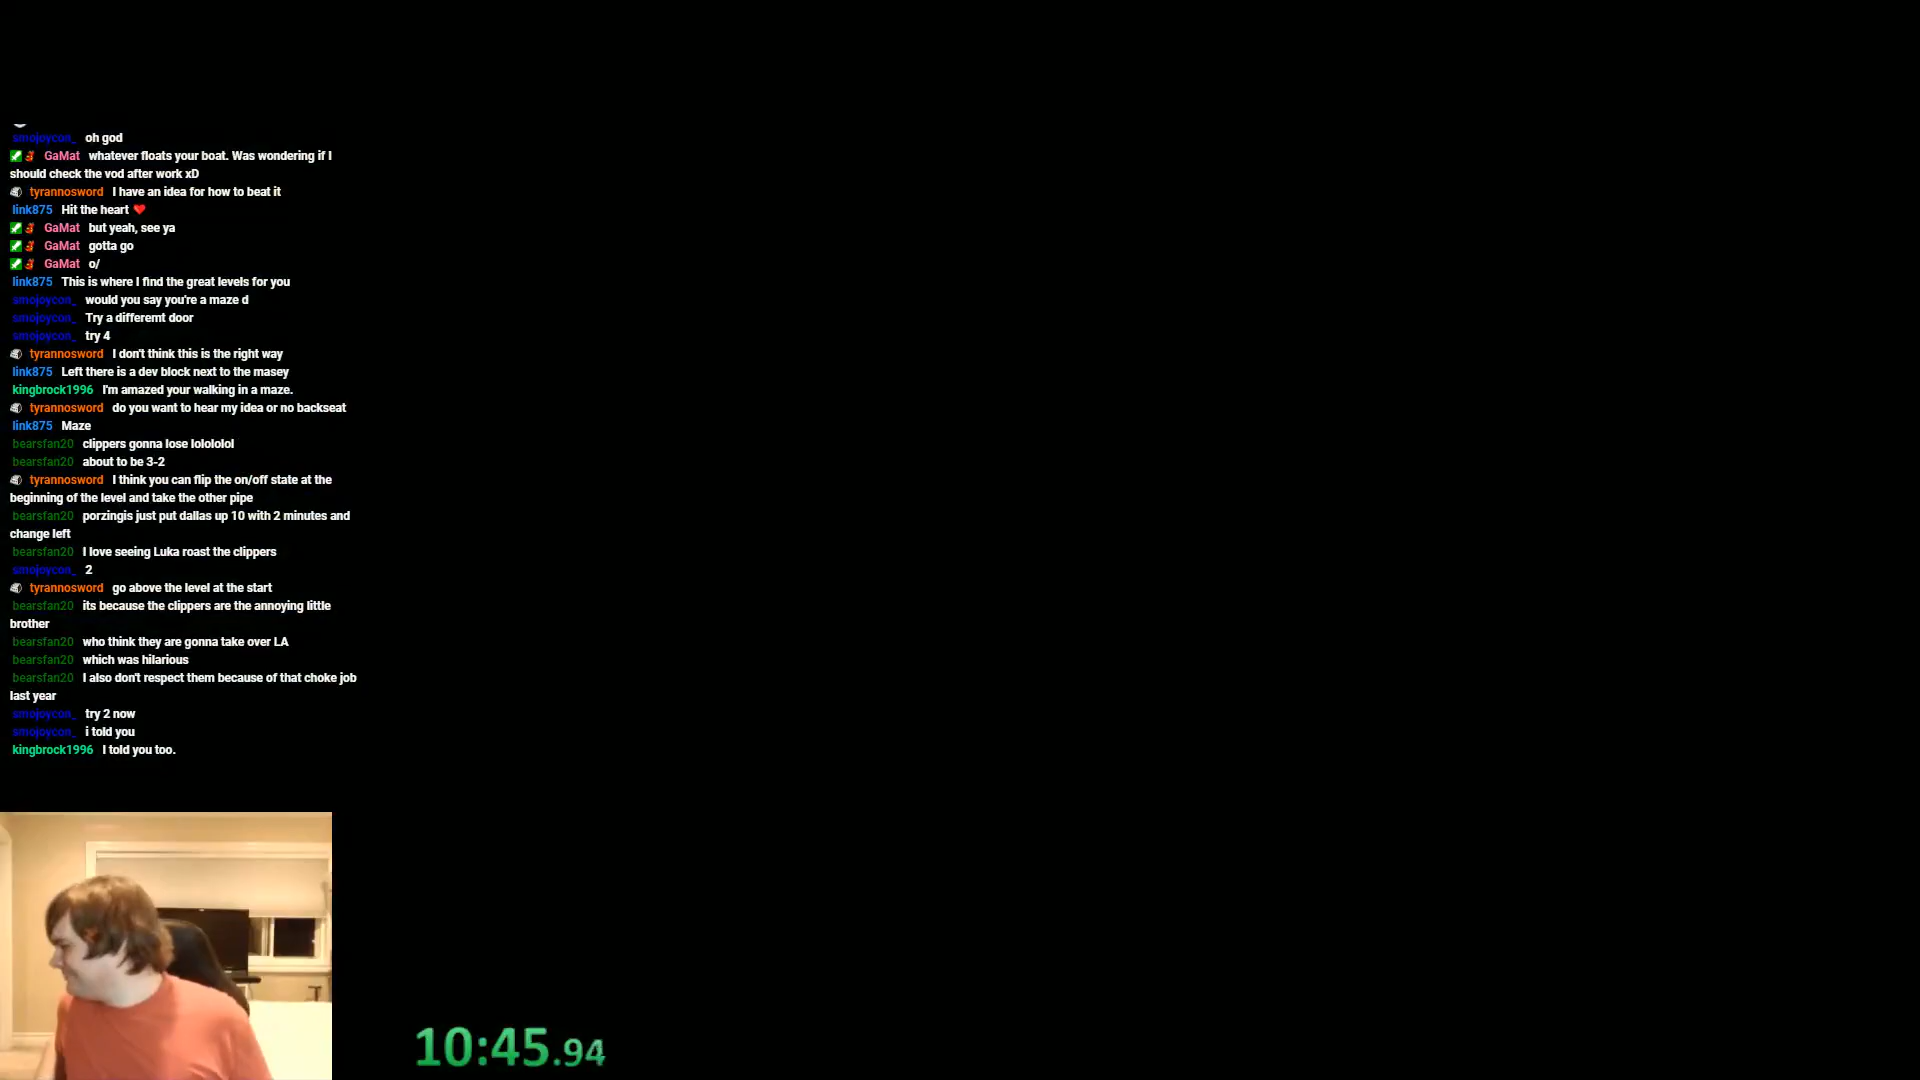 smojoycon_ oh god
GaMat whatever floats your boat. Was wondering if I
should check the vod after work xD
tyrannosword I have an idea for how to beat it
link875 Hit the heart ❤
GaMat but yeah, see ya
GaMat gotta go
GaMat o/
link875 This is where I find the great levels for you
smojoycon_ would you say you're a maze d
smojoycon_ Try a differemt door
smojoycon_ try 4
tyrannosword I don't think this is the right way
link875 Left there is a dev block next to the masey
kingbrock1996 I'm amazed your walking in a maze.
tyrannosword do you want to hear my idea or no backseat
link875 Maze
bearsfan20 clippers gonna lose lolololol
bearsfan20 about to be 3-2
tyrannosword I think you can flip the on/off state at the
beginning of the level and take the other pipe
bearsfan20 porzingis just put dallas up 10 with 2 minutes and
change left
bearsfan20 I love seeing Luka roast the clippers
smojoycon_ 2
tyrannosword go above the level at the start
bearsfan20 its because the clippers are the annoying little
brother
bearsfan20 who think they are gonna take over LA
bearsfan20 which was hilarious
bearsfan20 I also don't respect them because of that choke job
last year
smojoycon_ try 2 now
smojoycon_ i told you
kingbrock1996 I told you too.
10:45.94